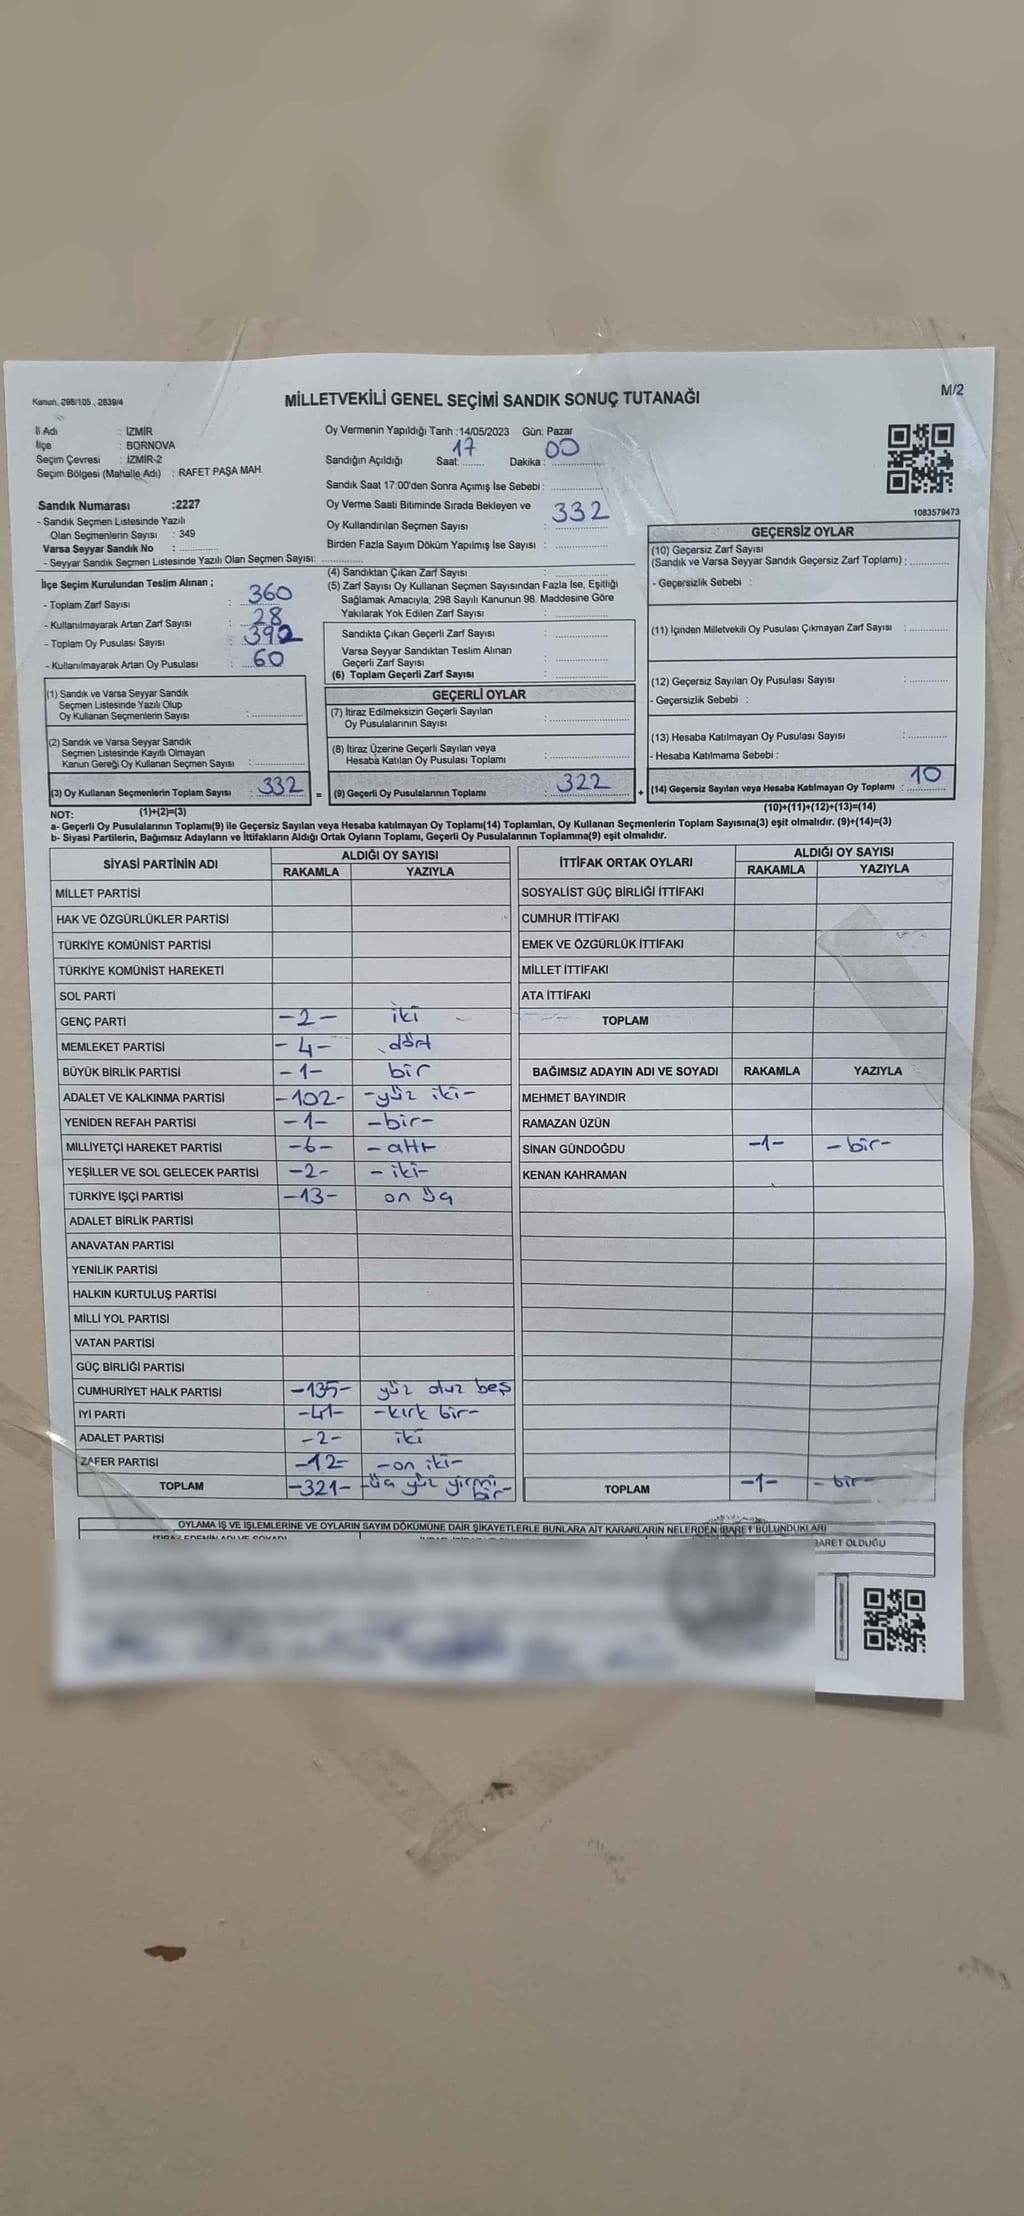 Kanun, 298/105 , 2839/4
MİLLETVEKİLİ GENEL SEÇİMİ SANDIK SONUÇ TUTANAĞI
M/2
İl Adı : İZMİR
İlçe : BORNOVA
Seçim Çevresi : İZMİR-2
Seçim Bölgesi (Mahalle Adı) : RAFET PAŞA MAH.
Oy Vermenin Yapıldığı Tarih :14/05/2023 Gün: Pazar
Sandığın Açıldığı Saat: 17 Dakika : 00
Sandık Saat 17:00'den Sonra Açımış İse Sebebi :
Oy Verme Saati Bitiminde Sırada Bekleyen ve
Oy Kullandırılan Seçmen Sayısı : 332
Birden Fazla Sayım Döküm Yapılmış İse Sayısı :
1083579473
Sandık Numarası :2227
- Sandık Seçmen Listesinde Yazılı
Olan Seçmenlerin Sayısı : 349
Varsa Seyyar Sandık No :
- Seyyar Sandık Seçmen Listesinde Yazılı Olan Seçmen Sayısı:
İlçe Seçim Kurulundan Teslim Alınan ;
- Toplam Zarf Sayısı : 360
- Kullanılmayarak Artan Zarf Sayısı : 28
- Toplam Oy Pusulası Sayısı : 392
- Kullanılmayarak Artan Oy Pusulası : 60
(1) Sandık ve Varsa Seyyar Sandık
Seçmen Listesinde Yazılı Olup
Oy Kullanan Seçmenlerin Sayısı :
(2) Sandık ve Varsa Seyyar Sandık
Seçmen Listesinde Kayıtlı Olmayan
Kanun Gereği Oy Kullanan Seçmen Sayısı :
(3) Oy Kullanan Seçmenlerin Toplam Sayısı : 332 =
(1)+(2)=(3)
(4) Sandıktan Çıkan Zarf Sayısı :
(5) Zarf Sayısı Oy Kullanan Seçmen Sayısından Fazla İse, Eşitliği
Sağlamak Amacıyla, 298 Sayılı Kanunun 98. Maddesine Göre
Yakılarak Yok Edilen Zarf Sayısı :
Sandıkta Çıkan Geçerli Zarf Sayısı :
Varsa Seyyar Sandıktan Teslim Alınan
Geçerli Zarf Sayısı :
(6) Toplam Geçerli Zarf Sayısı :
GEÇERLİ OYLAR
(7) İtiraz Edilmeksizin Geçerli Sayılan
Oy Pusulalarının Sayısı :
(8) İtiraz Üzerine Geçerli Sayılan veya
Hesaba Katılan Oy Pusulası Toplamı :
(9) Geçerli Oy Pusulalarının Toplamı : 322 +
GEÇERSİZ OYLAR
(10) Geçersiz Zarf Sayısı
(Sandık ve Varsa Seyyar Sandık Geçersiz Zarf Toplamı) :
- Geçersizlik Sebebi :
(11) İçinden Milletvekili Oy Pusulası Çıkmayan Zarf Sayısı :
(12) Geçersiz Sayılan Oy Pusulası Sayısı :
- Geçersizlik Sebebi :
(13) Hesaba Katılmayan Oy Pusulası Sayısı :
- Hesaba Katılmama Sebebi :
(14) Geçersiz Sayılan veya Hesaba Katılmayan Oy Toplamı : 10
(10)+(11)+(12)+(13)=(14)
NOT:
a- Geçerli Oy Pusulalarının Toplamı(9) ile Geçersiz Sayılan veya Hesaba katılmayan Oy Toplamı(14) Toplamları, Oy Kullanan Seçmenlerin Toplam Sayısına(3) eşit olmalıdır. (9)+(14)=(3)
b- Siyasi Partilerin, Bağımsız Adayların ve İttifakların Aldığı Ortak Oyların Toplamı, Geçerli Oy Pusulalarının Toplamına(9) eşit olmalıdır.
SİYASİ PARTİNİN ADI ALDIĞI OY SAYISI
RAKAMLA YAZIYLA
MİLLET PARTİSİ
HAK VE ÖZGÜRLÜKLER PARTİSİ
TÜRKİYE KOMÜNİST PARTİSİ
TÜRKİYE KOMÜNİST HAREKETİ
SOL PARTİ
GENÇ PARTİ -2- iki
MEMLEKET PARTİSİ -4- dört
BÜYÜK BİRLİK PARTİSİ -1- bir
ADALET VE KALKINMA PARTİSİ -102- -yüz iki-
YENİDEN REFAH PARTİSİ -1- -bir-
MİLLİYETÇİ HAREKET PARTİSİ -6- -altı
YEŞİLLER VE SOL GELECEK PARTİSİ -2- -iki-
TÜRKİYE İŞÇİ PARTİSİ -13- on üç
ADALET BİRLİK PARTİSİ
ANAVATAN PARTİSİ
YENİLİK PARTİSİ
HALKIN KURTULUŞ PARTİSİ
MİLLİ YOL PARTİSİ
VATAN PARTİSİ
GÜÇ BİRLİĞİ PARTİSİ
CUMHURİYET HALK PARTİSİ -135- yüz otuz beş
İYİ PARTİ -41- -kırk bir-
ADALET PARTİSİ -2- iki
ZAFER PARTİSİ -12- -on iki-
TOPLAM -321- -üç yüz yirmi bir-
İTTİFAK ORTAK OYLARI ALDIĞI OY SAYISI
RAKAMLA YAZIYLA
SOSYALİST GÜÇ BİRLİĞİ İTTİFAKI
CUMHUR İTTİFAKI
EMEK VE ÖZGÜRLÜK İTTİFAKI
MİLLET İTTİFAKI
ATA İTTİFAKI
TOPLAM
BAĞIMSIZ ADAYIN ADI VE SOYADI RAKAMLA YAZIYLA
MEHMET BAYINDIR
RAMAZAN ÜZÜN
SİNAN GÜNDOĞDU -1- -bir-
KENAN KAHRAMAN
TOPLAM -1- -bir-
OYLAMA İŞ VE İŞLEMLERİNE VE OYLARIN SAYIM DÖKÜMÜNE DAİR ŞİKAYETLERLE BUNLARA AİT KARARLARIN NELERDEN İBARET BULUNDUKLARI
BARET OLDUĞU